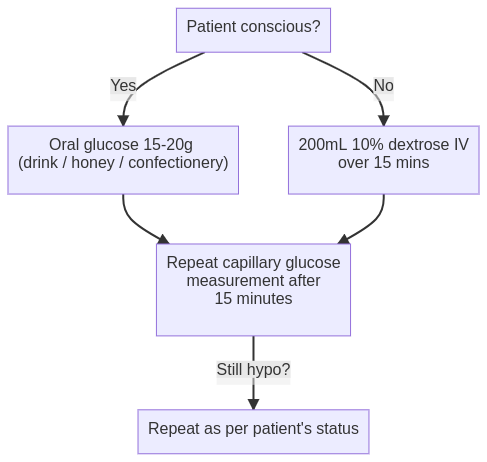 Patient conscious?
Yes
No
Oral glucose 15-20g
(drink / honey / confectionery)
200mL 10% dextrose IV
over 15 mins
Repeat capillary glucose
measurement after
15 minutes
Still hypo?
Repeat as per patient's status